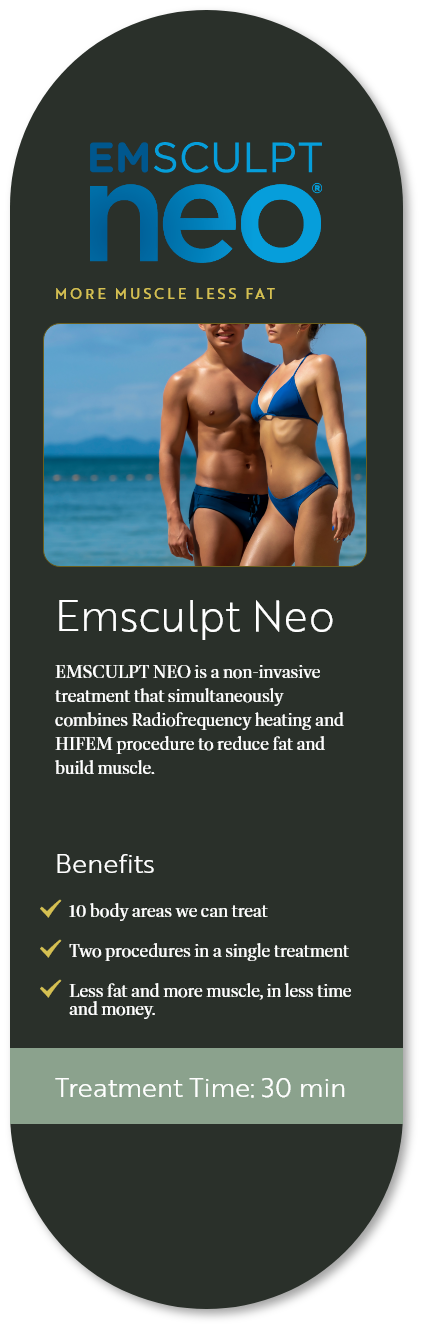 EMSCULPT
neo®
MORE MUSCLE LESS FAT
Emsculpt Neo
EMSCULPT NEO is a non-invasive
treatment that simultaneously
combines Radiofrequency heating and
HIFEM procedure to reduce fat and
build muscle.
Benefits
10 body areas we can treat
Two procedures in a single treatment
Less fat and more muscle, in less time
and money.
Treatment Time: 30 min